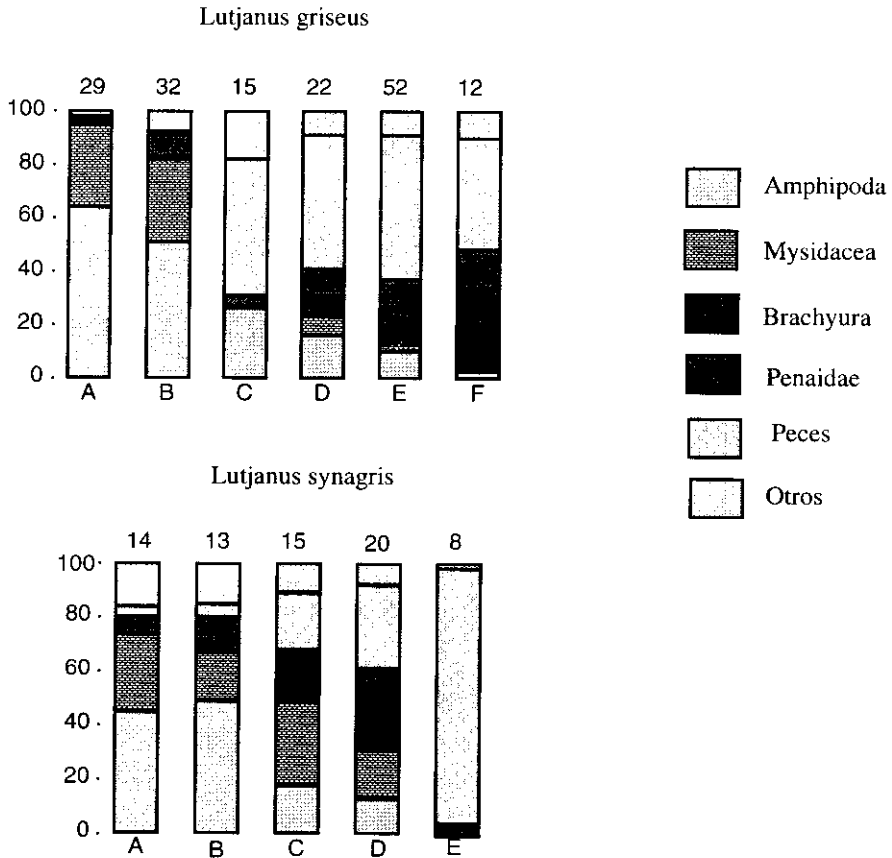 Lutjanus griseus
29 32 15 22 52 12
100
80
60
40
20
0
A B C D E F
Amphipoda
Mysidacea
Brachyura
Penaidae
Peces
Otros
Lutjanus synagris
14 13 15 20 8
100
80
60
40
20
0
A B C D E